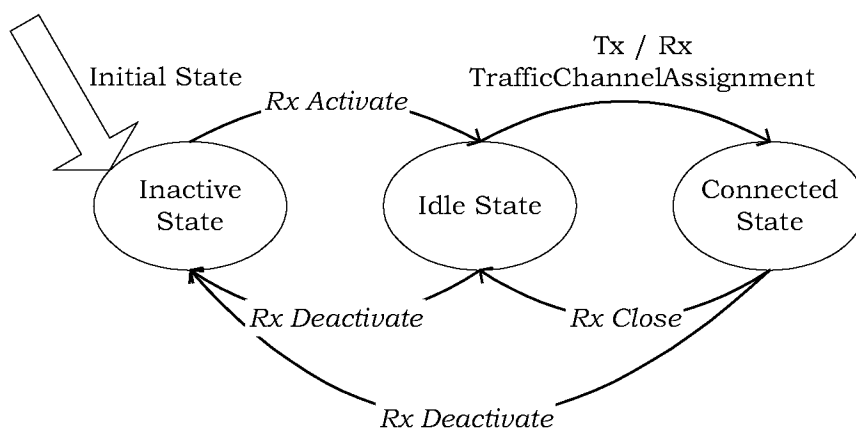 Tx / Rx
TrafficChannelAssignment
Initial State
Rx Activate
Inactive
State
Idle State
Connected
State
Rx Deactivate
Rx Close
Rx Deactivate